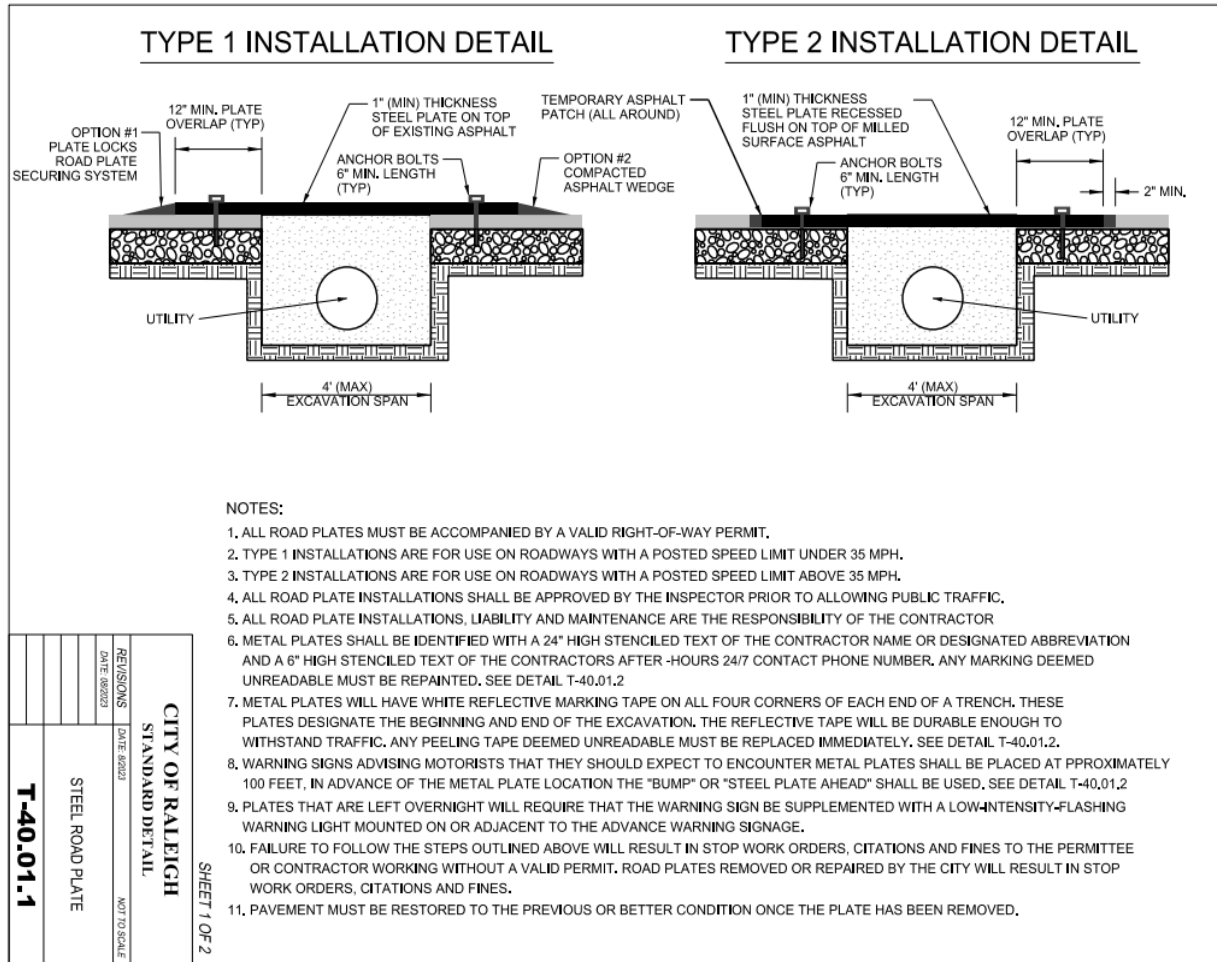 TYPE 1 INSTALLATION DETAIL
12" MIN. PLATE
OVERLAP (TYP)
1" (MIN) THICKNESS
STEEL PLATE ON TOP
OF EXISTING ASPHALT
OPTION #1
PLATE LOCKS
ROAD PLATE
SECURING SYSTEM
ANCHOR BOLTS
6" MIN. LENGTH
(TYP)
OPTION #2
COMPACTED
ASPHALT WEDGE
UTILITY
4' (MAX)
EXCAVATION SPAN
TYPE 2 INSTALLATION DETAIL
TEMPORARY ASPHALT
PATCH (ALL AROUND)
1" (MIN) THICKNESS
STEEL PLATE RECESSED
FLUSH ON TOP OF MILLED
SURFACE ASPHALT
12" MIN. PLATE
OVERLAP (TYP)
ANCHOR BOLTS
6" MIN. LENGTH
(TYP)
2" MIN.
UTILITY
4' (MAX)
EXCAVATION SPAN
NOTES:
1. ALL ROAD PLATES MUST BE ACCOMPANIED BY A VALID RIGHT-OF-WAY PERMIT.
2. TYPE 1 INSTALLATIONS ARE FOR USE ON ROADWAYS WITH A POSTED SPEED LIMIT UNDER 35 MPH.
3. TYPE 2 INSTALLATIONS ARE FOR USE ON ROADWAYS WITH A POSTED SPEED LIMIT ABOVE 35 MPH.
4. ALL ROAD PLATE INSTALLATIONS SHALL BE APPROVED BY THE INSPECTOR PRIOR TO ALLOWING PUBLIC TRAFFIC.
5. ALL ROAD PLATE INSTALLATIONS, LIABILITY AND MAINTENANCE ARE THE RESPONSIBILITY OF THE CONTRACTOR
6. METAL PLATES SHALL BE IDENTIFIED WITH A 24" HIGH STENCILED TEXT OF THE CONTRACTOR NAME OR DESIGNATED ABBREVIATION
AND A 6" HIGH STENCILED TEXT OF THE CONTRACTORS AFTER -HOURS 24/7 CONTACT PHONE NUMBER. ANY MARKING DEEMED
UNREADABLE MUST BE REPAINTED. SEE DETAIL T-40.01.2
7. METAL PLATES WILL HAVE WHITE REFLECTIVE MARKING TAPE ON ALL FOUR CORNERS OF EACH END OF A TRENCH. THESE
PLATES DESIGNATE THE BEGINNING AND END OF THE EXCAVATION. THE REFLECTIVE TAPE WILL BE DURABLE ENOUGH TO
WITHSTAND TRAFFIC. ANY PEELING TAPE DEEMED UNREADABLE MUST BE REPLACED IMMEDIATELY. SEE DETAIL T-40.01.2.
8. WARNING SIGNS ADVISING MOTORISTS THAT THEY SHOULD EXPECT TO ENCOUNTER METAL PLATES SHALL BE PLACED AT PPROXIMATELY
100 FEET, IN ADVANCE OF THE METAL PLATE LOCATION THE "BUMP" OR "STEEL PLATE AHEAD" SHALL BE USED. SEE DETAIL T-40.01.2
9. PLATES THAT ARE LEFT OVERNIGHT WILL REQUIRE THAT THE WARNING SIGN BE SUPPLEMENTED WITH A LOW-INTENSITY-FLASHING
WARNING LIGHT MOUNTED ON OR ADJACENT TO THE ADVANCE WARNING SIGNAGE.
10. FAILURE TO FOLLOW THE STEPS OUTLINED ABOVE WILL RESULT IN STOP WORK ORDERS, CITATIONS AND FINES TO THE PERMITTEE
OR CONTRACTOR WORKING WITHOUT A VALID PERMIT. ROAD PLATES REMOVED OR REPAIRED BY THE CITY WILL RESULT IN STOP
WORK ORDERS, CITATIONS AND FINES.
11. PAVEMENT MUST BE RESTORED TO THE PREVIOUS OR BETTER CONDITION ONCE THE PLATE HAS BEEN REMOVED.
SHEET 1 OF 2
CITY OF RALEIGH
STANDARD DETAIL
REVISIONS
DATE: 8/2023
NOT TO SCALE
DATE: 08/2023
STEEL ROAD PLATE
T-40.01.1